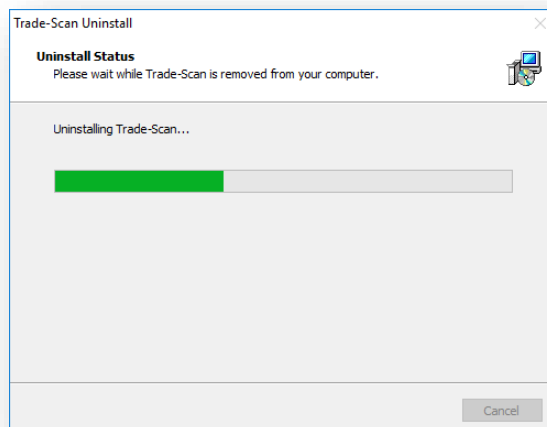 Trade-Scan Uninstall
Uninstall Status
Please wait while Trade-Scan is removed from your computer.
Uninstalling Trade-Scan...
Cancel